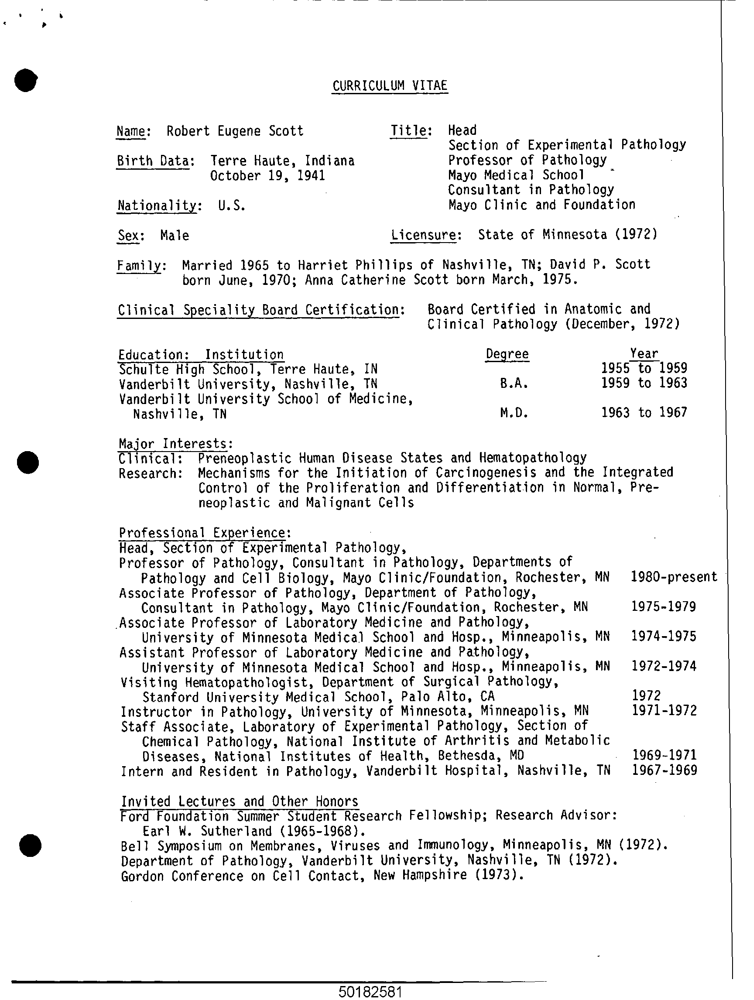 CURRICULUM VITAE
Name: Robert Eugene Scott
Title: Head
Section of Experimental Pathology
Birth Data: Terre Haute, Indiana
Professor of Pathology
October 19, 1941
Mayo Medical School
Consultant in Pathology
Nationality: U.S.
Mayo Clinic and Foundation
Sex: Male
Licensure: State of Minnesota (1972)
Family: Married 1965 to Harriet Phillips of Nashville, TN; David P. Scott
born June, 1970; Anna Catherine Scott born March, 1975.
Clinical Speciality Board Certification: Board Certified in Anatomic and
Clinical Pathology (December, 1972)
Education: Institution Degree Year
Schulte High School, Terre Haute, IN 1955 to 1959
Vanderbilt University, Nashville, TN B.A. 1959 to 1963
Vanderbilt University School of Medicine,
Nashville, TN M.D. 1963 to 1967
Major Interests:
Clinical: Preneoplastic Human Disease States and Hematopathology
Research: Mechanisms for the Initiation of Carcinogenesis and the Integrated
Control of the Proliferation and Differentiation in Normal, Pre-
neoplastic and Malignant Cells
Professional Experience:
Head, Section of Experimental Pathology,
Professor of Pathology, Consultant in Pathology, Departments of
Pathology and Cell Biology, Mayo Clinic/Foundation, Rochester, MN 1980-present
Associate Professor of Pathology, Department of Pathology,
Consultant in Pathology, Mayo Clinic/Foundation, Rochester, MN 1975-1979
Associate Professor of Laboratory Medicine and Pathology,
University of Minnesota Medical School and Hosp., Minneapolis, MN 1974-1975
Assistant Professor of Laboratory Medicine and Pathology,
University of Minnesota Medical School and Hosp., Minneapolis, MN 1972-1974
Visiting Hematopathologist, Department of Surgical Pathology,
Stanford University Medical School, Palo Alto, CA 1972
Instructor in Pathology, University of Minnesota, Minneapolis, MN 1971-1972
Staff Associate, Laboratory of Experimental Pathology, Section of
Chemical Pathology, National Institute of Arthritis and Metabolic
Diseases, National Institutes of Health, Bethesda, MD 1969-1971
Intern and Resident in Pathology, Vanderbilt Hospital, Nashville, TN 1967-1969
Invited Lectures and Other Honors
Ford Foundation Summer Student Research Fellowship; Research Advisor:
Earl W. Sutherland (1965-1968).
Bell Symposium on Membranes, Viruses and Immunology, Minneapolis, MN (1972).
Department of Pathology, Vanderbilt University, Nashville, TN (1972).
Gordon Conference on Cell Contact, New Hampshire (1973).
50182581